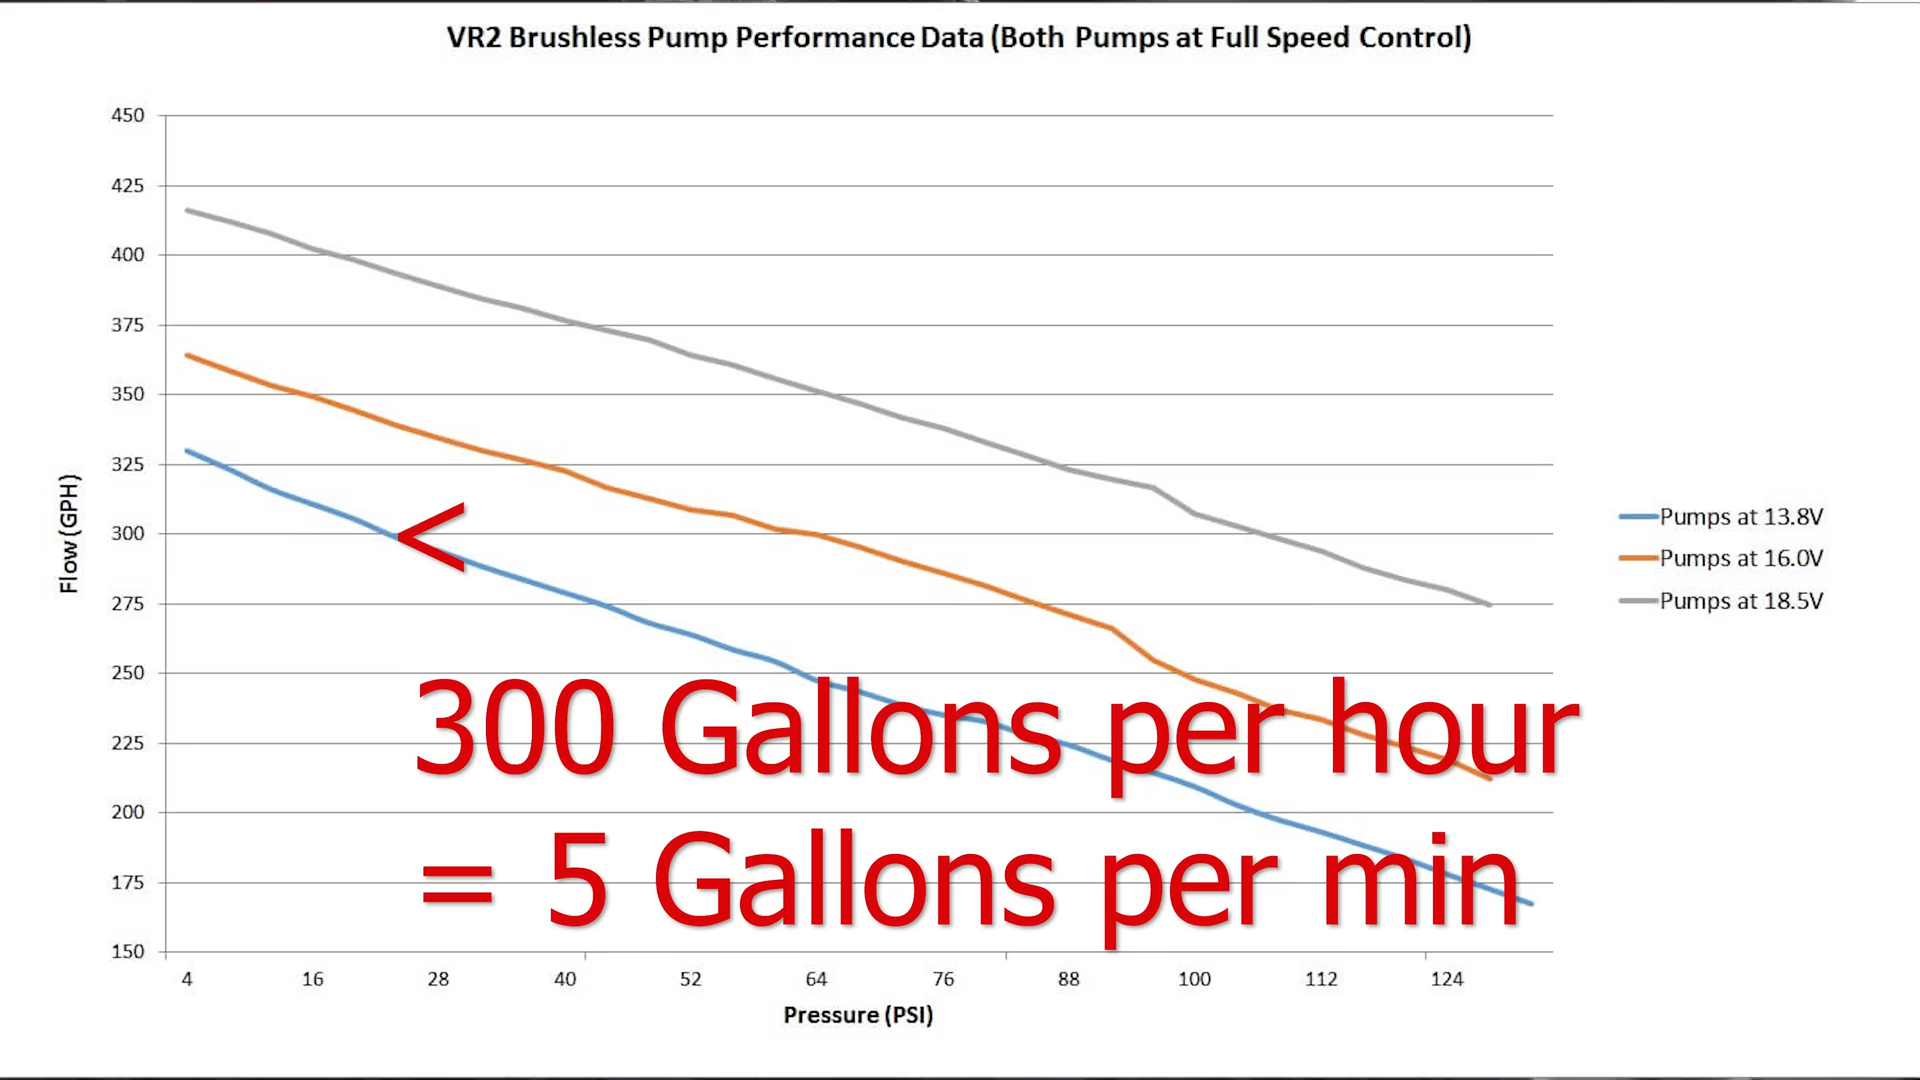 VR2 Brushless Pump Performance Data (Both Pumps at Full Speed Control)
450
425
400
375
350
325
300
275
250
225
200
175
150
Flow (GPH)
<
300 Gallons per hour
= 5 Gallons per min
Pumps at 13.8V
Pumps at 16.0V
Pumps at 18.5V
4 16 28 40 52 64 76 88 100 112 124
Pressure (PSI)